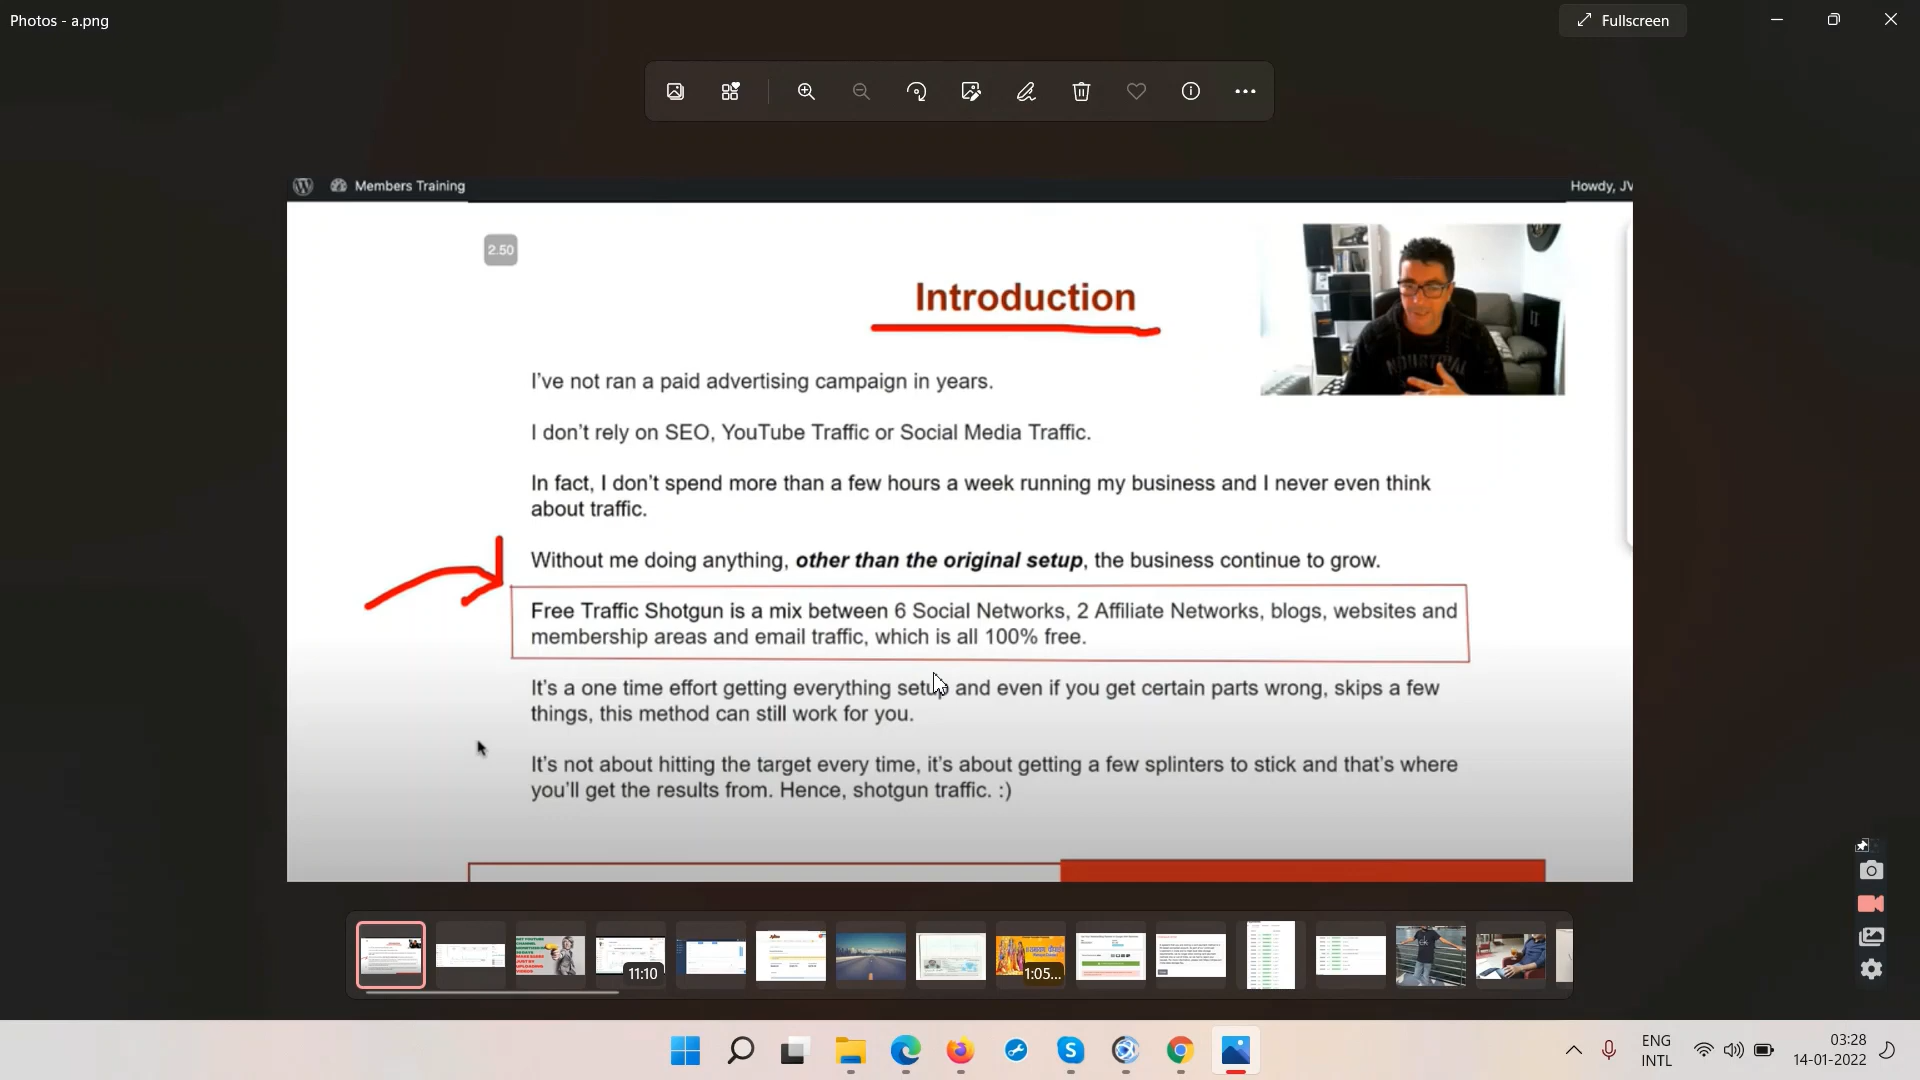 Photos - a.png
Fullscreen
Members Training
Howdy, JV
2.50
Introduction
I've not ran a paid advertising campaign in years.
I don't rely on SEO, YouTube Traffic or Social Media Traffic.
In fact, I don't spend more than a few hours a week running my business and I never even think
about traffic.
Without me doing anything, other than the original setup, the business continue to grow.
Free Traffic Shotgun is a mix between 6 Social Networks, 2 Affiliate Networks, blogs, websites and
membership areas and email traffic, which is all 100% free.
It's a one time effort getting everything setup and even if you get certain parts wrong, skips a few
things, this method can still work for you.
It's not about hitting the target every time, it's about getting a few splinters to stick and that's where
you'll get the results from. Hence, shotgun traffic. :)
11:10
1:05...
ENG
INTL
03:28
14-01-2022